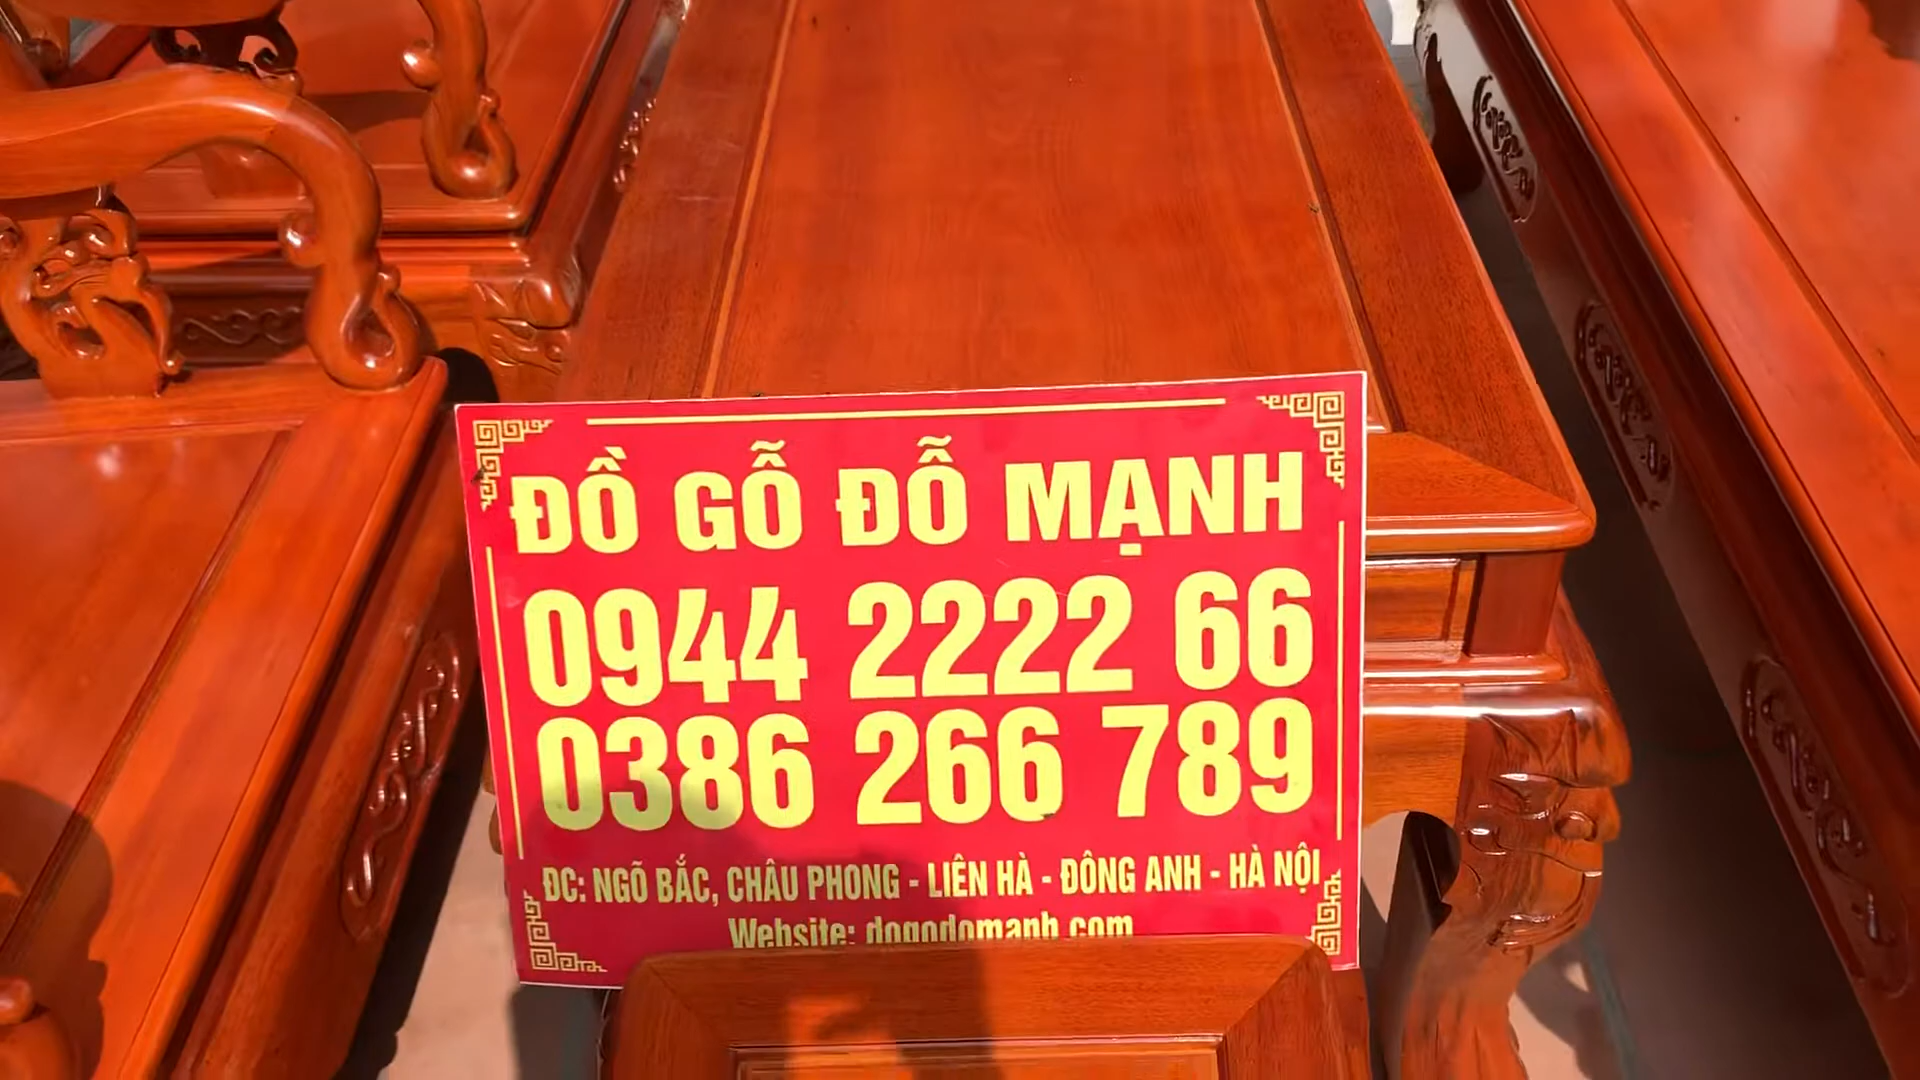 ĐỒ GỖ ĐỖ MẠNH
0944 2222 66
0386 266 789
ĐC: NGÕ BẮC, CHÂU PHONG - LIÊN HÀ - ĐÔNG ANH - HÀ NỘI
Website: dogodomanh.com